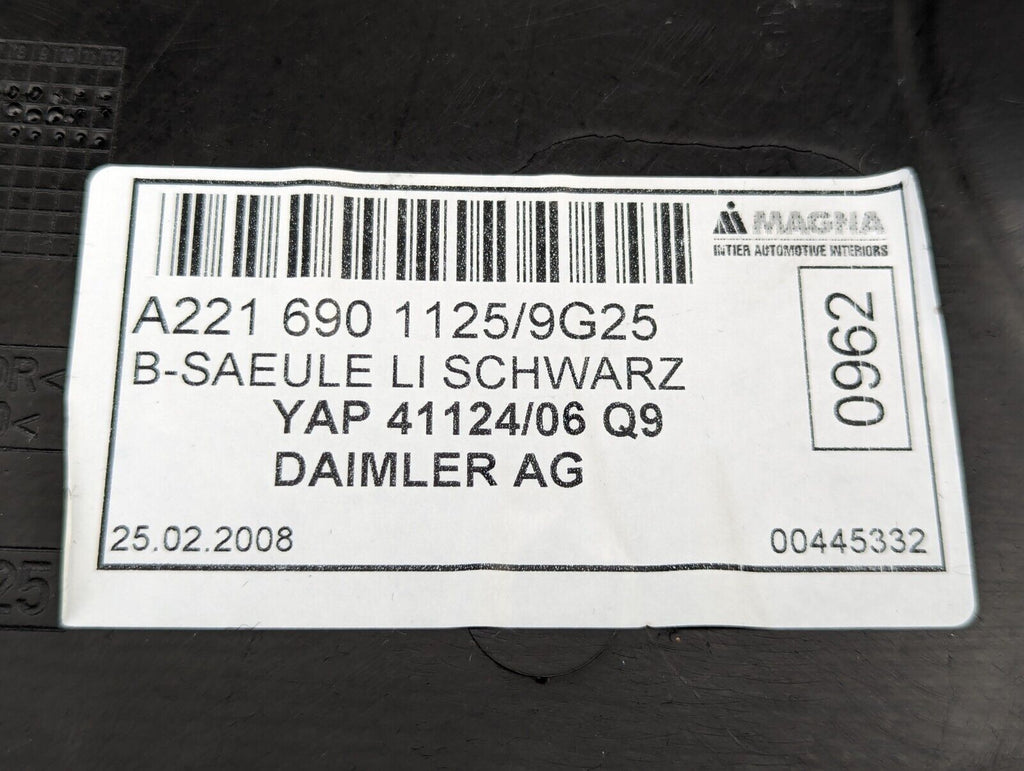 MAGNA
INTIER AUTOMOTIVE INTERIORS
A221 690 1125/9G25
B-SAEULE LI SCHWARZ
YAP 41124/06 Q9
DAIMLER AG
0962
25.02.2008
00445332
25